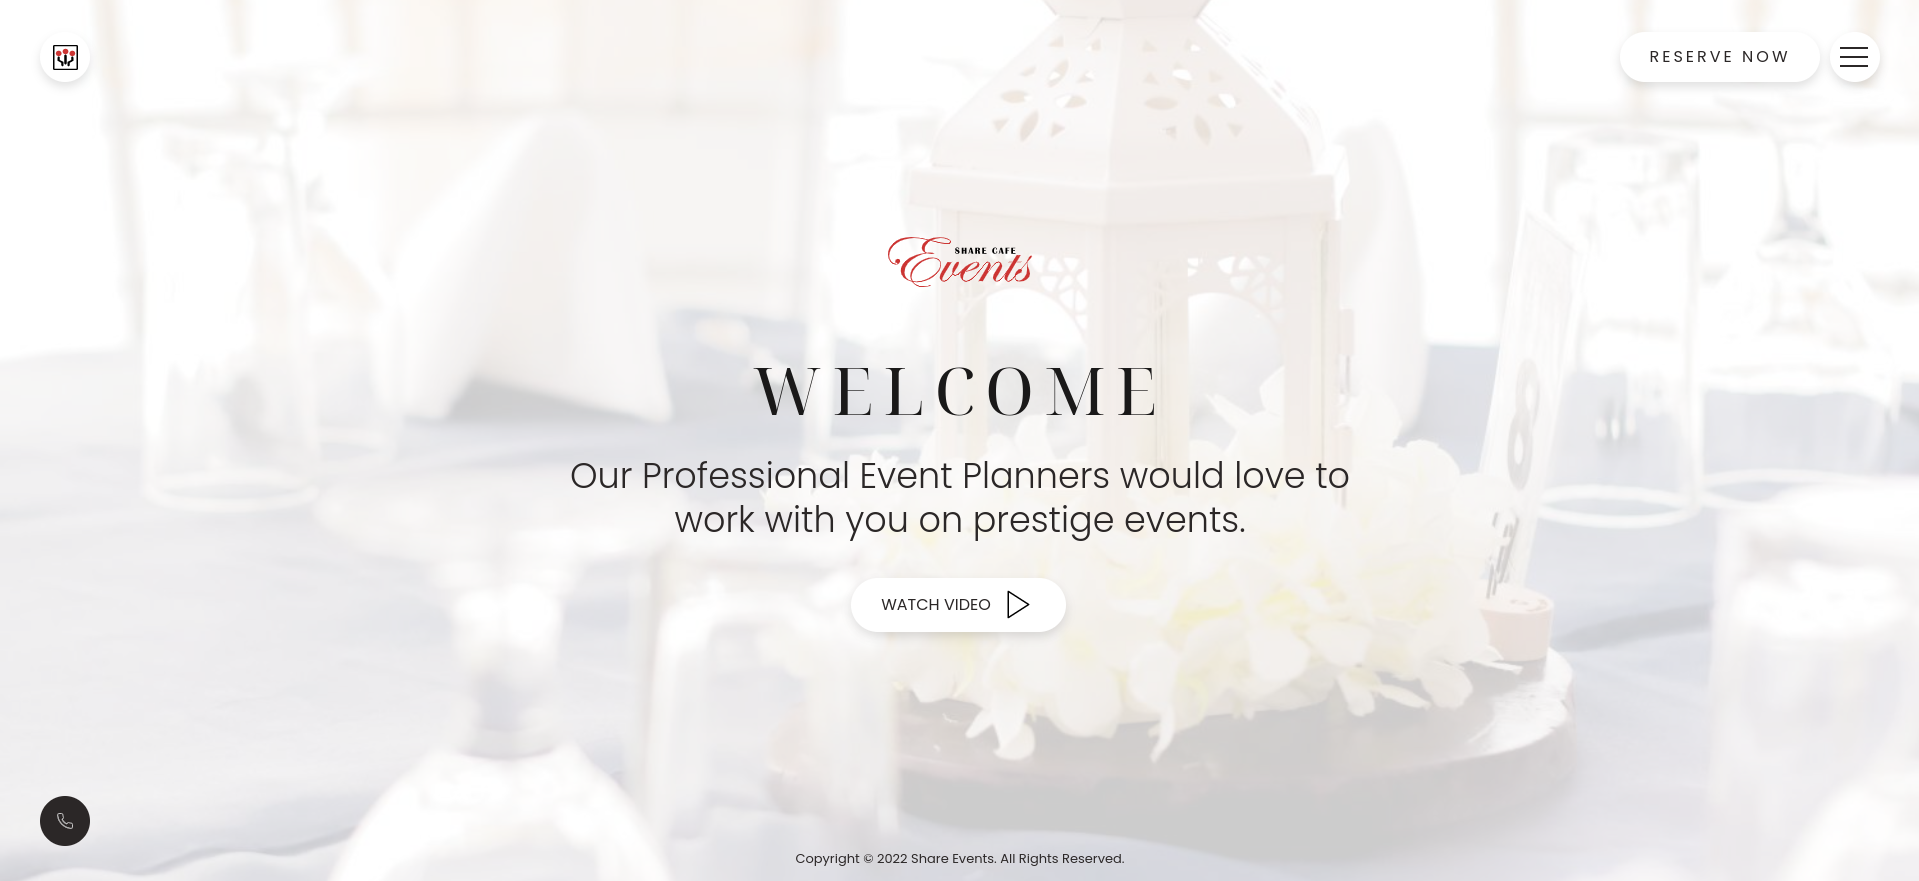 RESERVE NOW
SHARE CAFE
Events
WELCOME
Our Professional Event Planners would love to
work with you on prestige events.
WATCH VIDEO
8
Copyright © 2022 Share Events. All Rights Reserved.